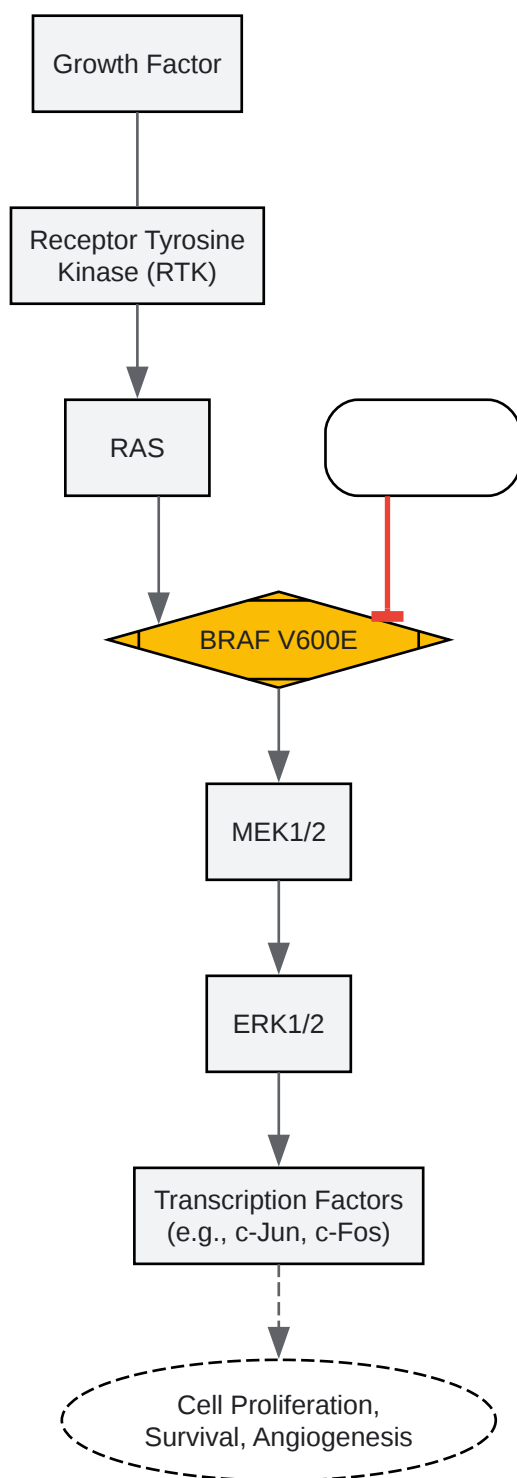 Growth Factor
Receptor Tyrosine
Kinase (RTK)
RAS
BRAF V600E
MEK1/2
ERK1/2
Transcription Factors
(e.g., c-Jun, c-Fos)
Cell Proliferation,
Survival, Angiogenesis